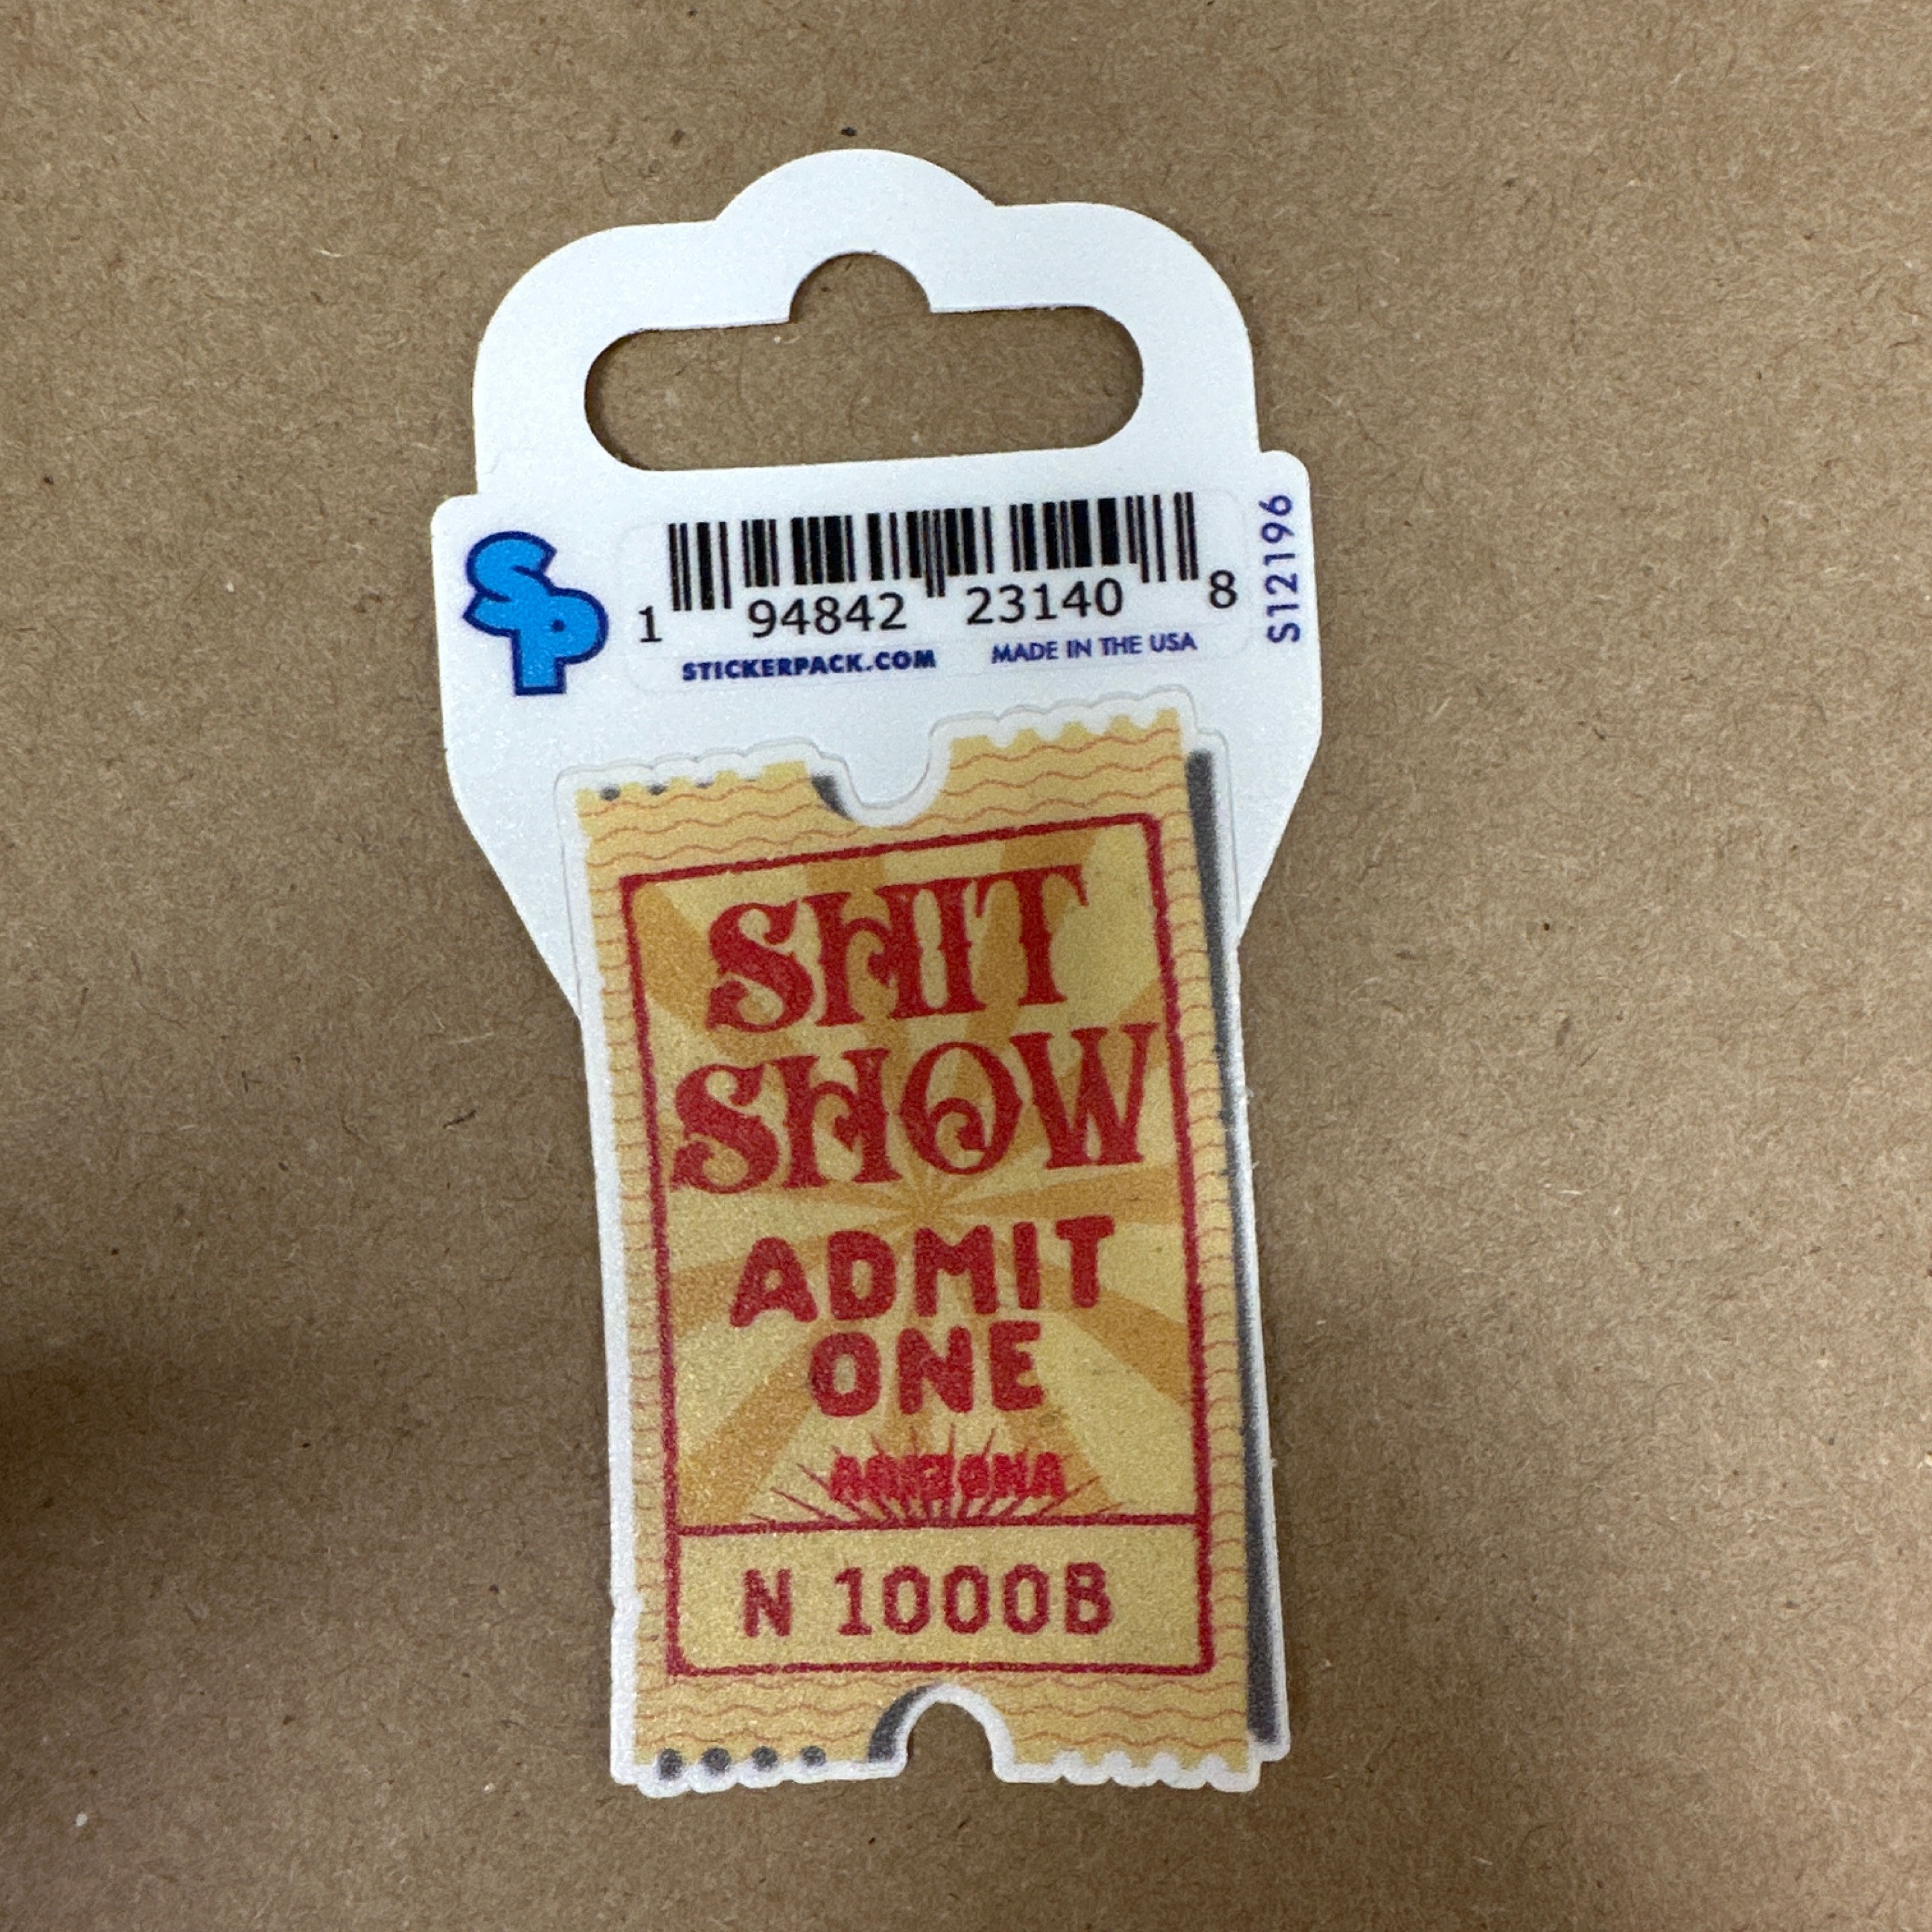 SP
1 94842 23140 8
STICKERPACK.COM MADE IN THE USA
S12196
SHIT
SHOW
ADMIT
ONE
ARIZONA
N 1000B